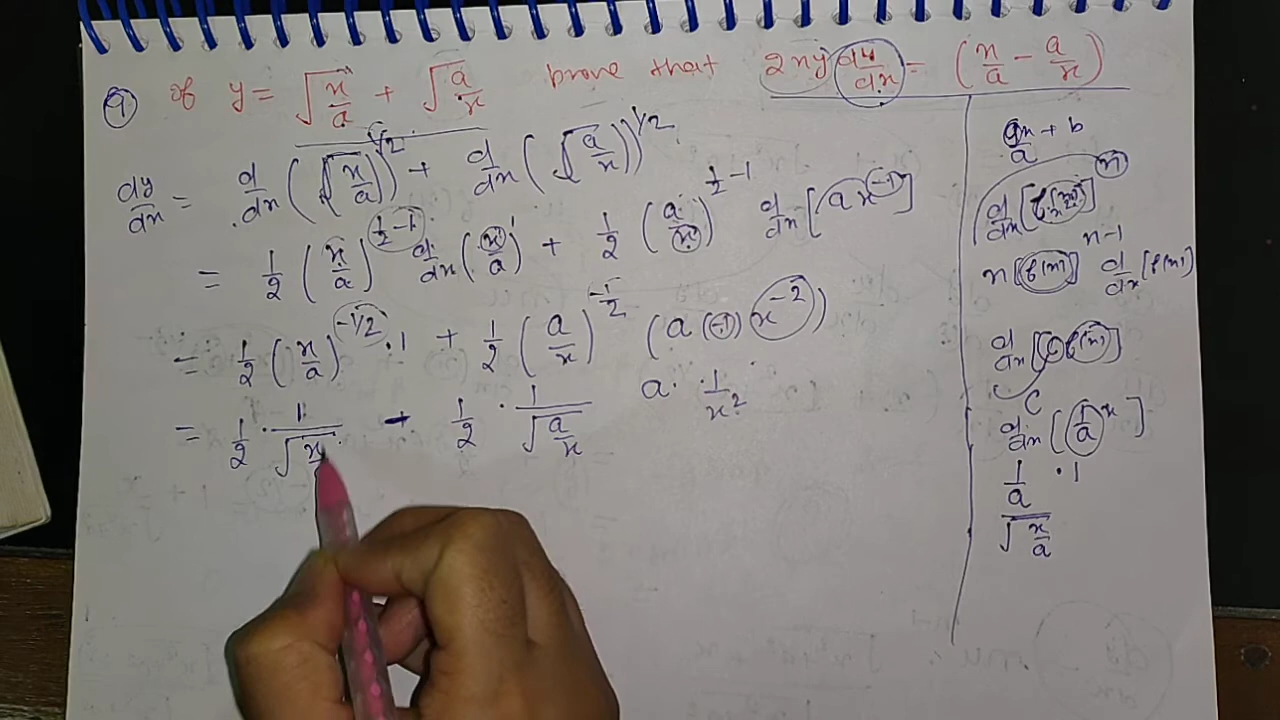 9 If y = √(x/a) + √(a/x) prove that 2xy dy/dx = (x/a - a/x)
dy/dx = d/dx (√(x/a))^1/2 + d/dx (√(a/x))^1/2
= 1/2 (x/a)^(1/2 - 1) d/dx (x/a)^1 + 1/2 (a/x)^(1/2 - 1) d/dx [a x^-1]
= 1/2 (x/a)^(-1/2) · 1 + 1/2 (a/x)^(-1/2) (a (-1) x^-2)
= 1/2 · 1/√x - 1/2 · 1/√(a/x) a · 1/x²
x/a + b
d/dx [f(x)]^n
n [f(x)]^(n-1) d/dx [f(x)]
d/dx [c f(x)]
C
d/dx [(1/a) x]
1/a · 1
√(x/a)